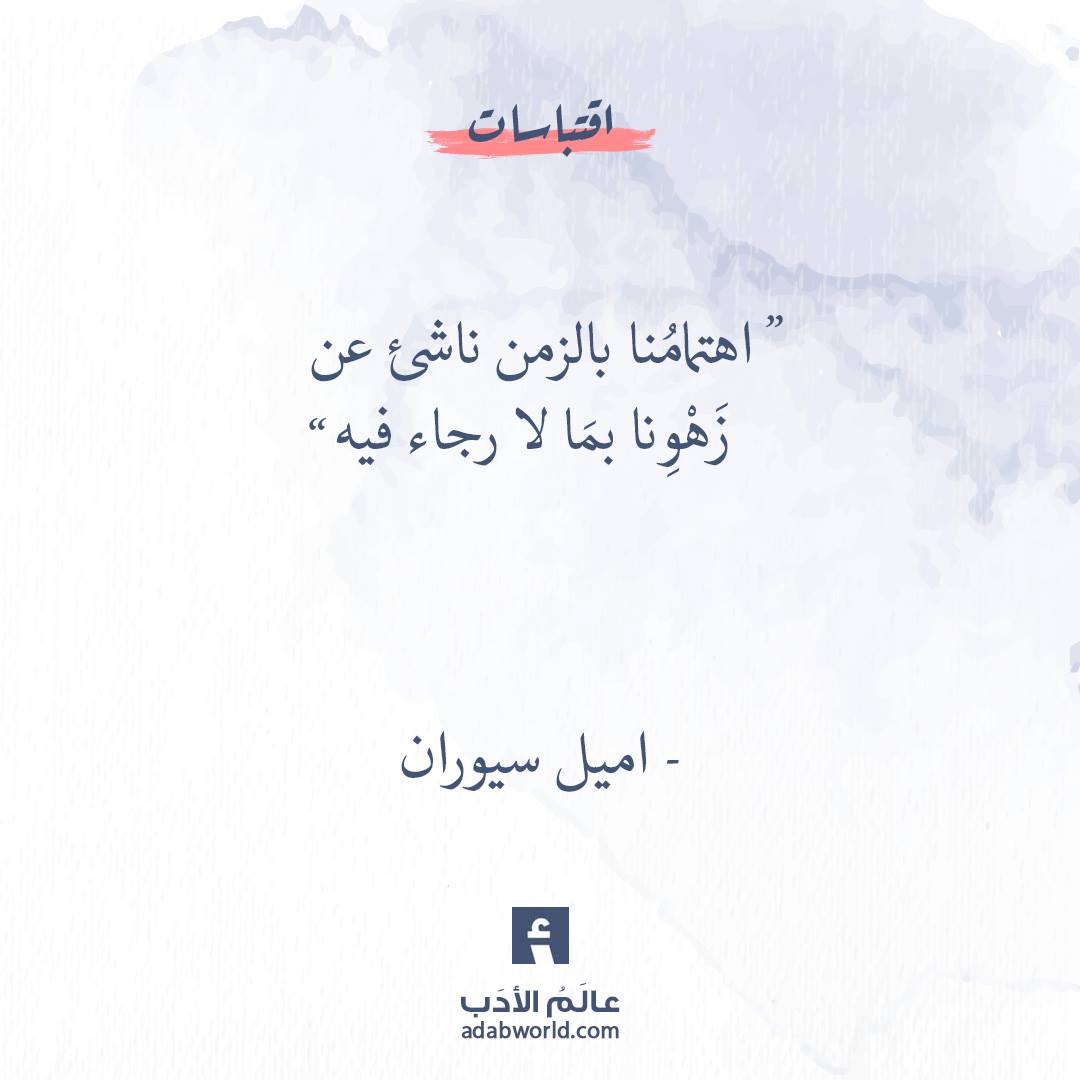 اقتباسات
” اهتمامُنا بالزمن ناشئ عن
زَهْوِنا بمَا لا رجاء فيه “
- اميل سيوران
أ
عالَمُ الأدَب
adabworld.com